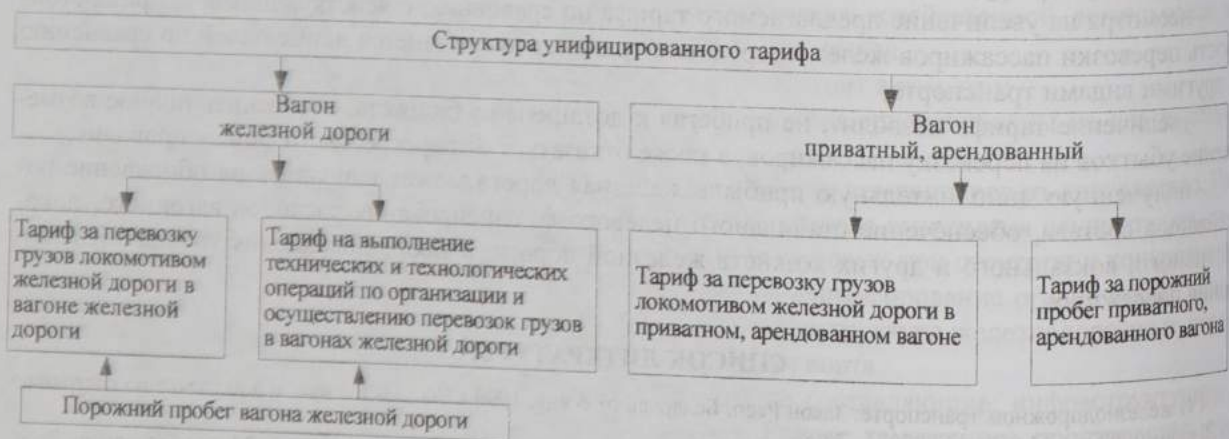 Структура унифицированного тарифа
Вагон
железной дороги
Вагон
приватный, арендованный
Тариф за перевозку
грузов локомотивом
железной дороги в
вагоне железной
дороги
Тариф на выполнение
технических и технологических
операций по организации и
осуществлению перевозок грузов
в вагонах железной дороги
Тариф за перевозку грузов
локомотивом железной дороги в
приватном, арендованном вагоне
Тариф за порожний
пробег приватного,
арендованного вагона
Порожний пробег вагона железной дороги